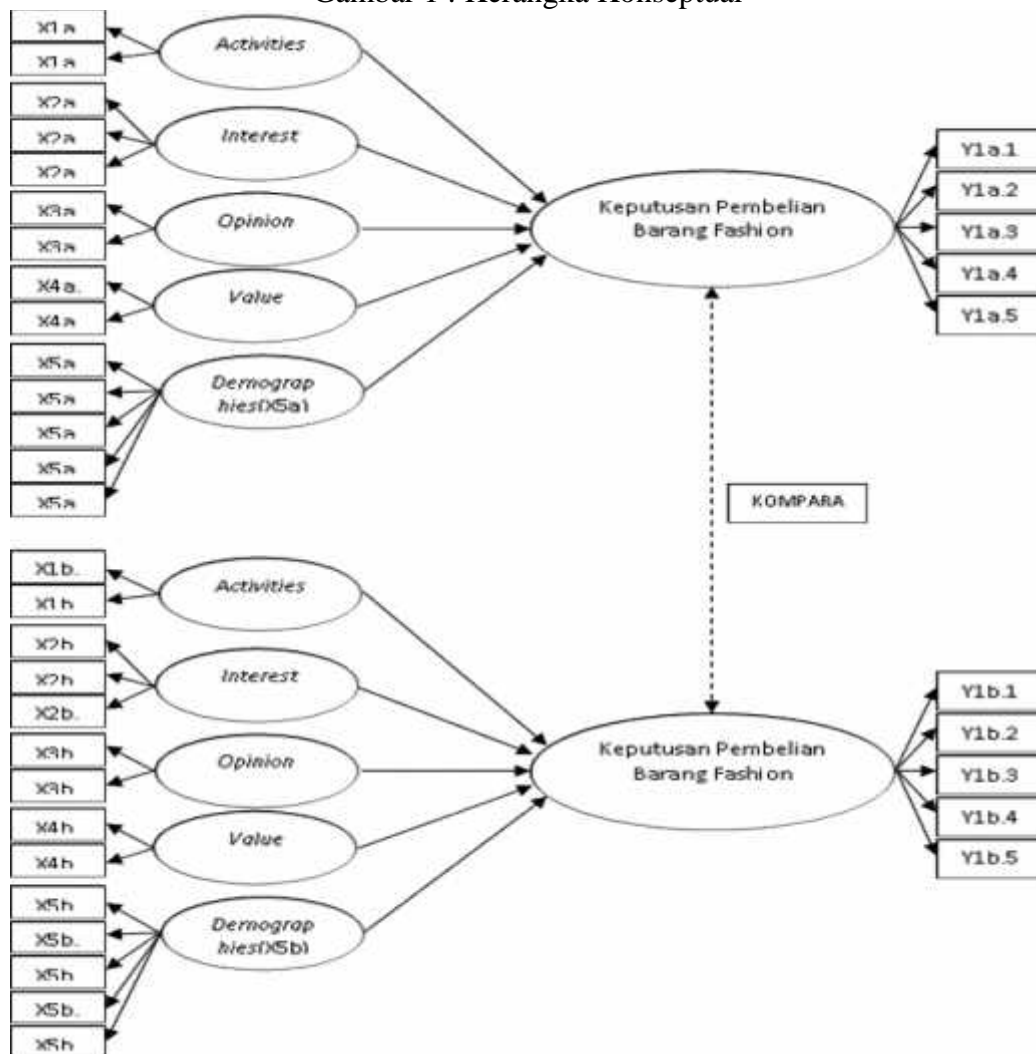 Gambar 1 : Kerangka Konseptual
X1a
X1a
X2a
X2a
X2a
X3a
X3a
X4a.
X4a
X5a
X5a
X5a
X5a
X5a
Activities
Interest
Opinion
Value
Demograp
hies(X5a)
Keputusan Pembelian
Barang Fashion
Y1a.1
Y1a.2
Y1a.3
Y1a.4
Y1a.5
KOMPARA
X1b.
X1b
X2b
X2b
X2b.
X3b
X3b
X4b
X4b
X5b
X5b.
X5b
X5b.
X5b
Activities
Interest
Opinion
Value
Demograp
hies(X5b)
Keputusan Pembelian
Barang Fashion
Y1b.1
Y1b.2
Y1b.3
Y1b.4
Y1b.5